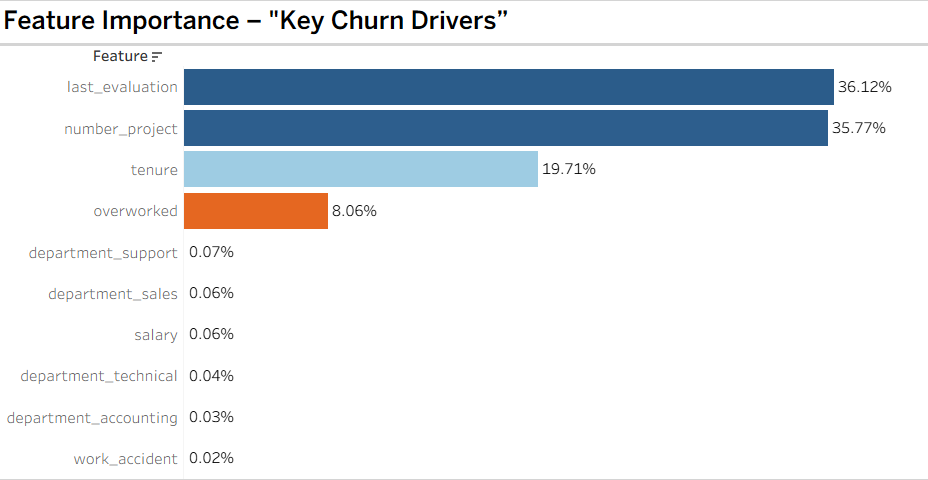 Feature Importance – "Key Churn Drivers”
Feature
last_evaluation 36.12%
number_project 35.77%
tenure 19.71%
overworked 8.06%
department_support 0.07%
department_sales 0.06%
salary 0.06%
department_technical 0.04%
department_accounting 0.03%
work_accident 0.02%